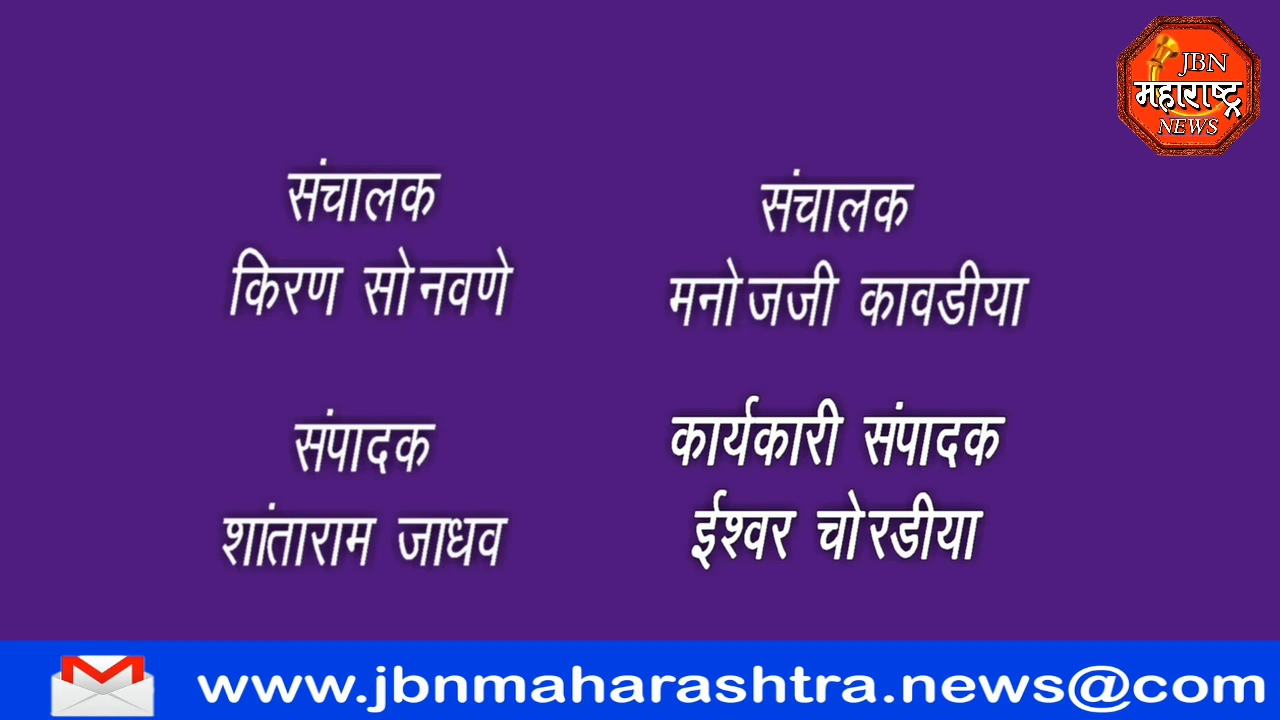 JBN
महाराष्ट्र
NEWS
संचालक
किरण सोनवणे
संचालक
मनोजजी कावडीया
संपादक
शांताराम जाधव
कार्यकारी संपादक
ईश्वर चोरडीया
www.jbnmaharashtra.news@com